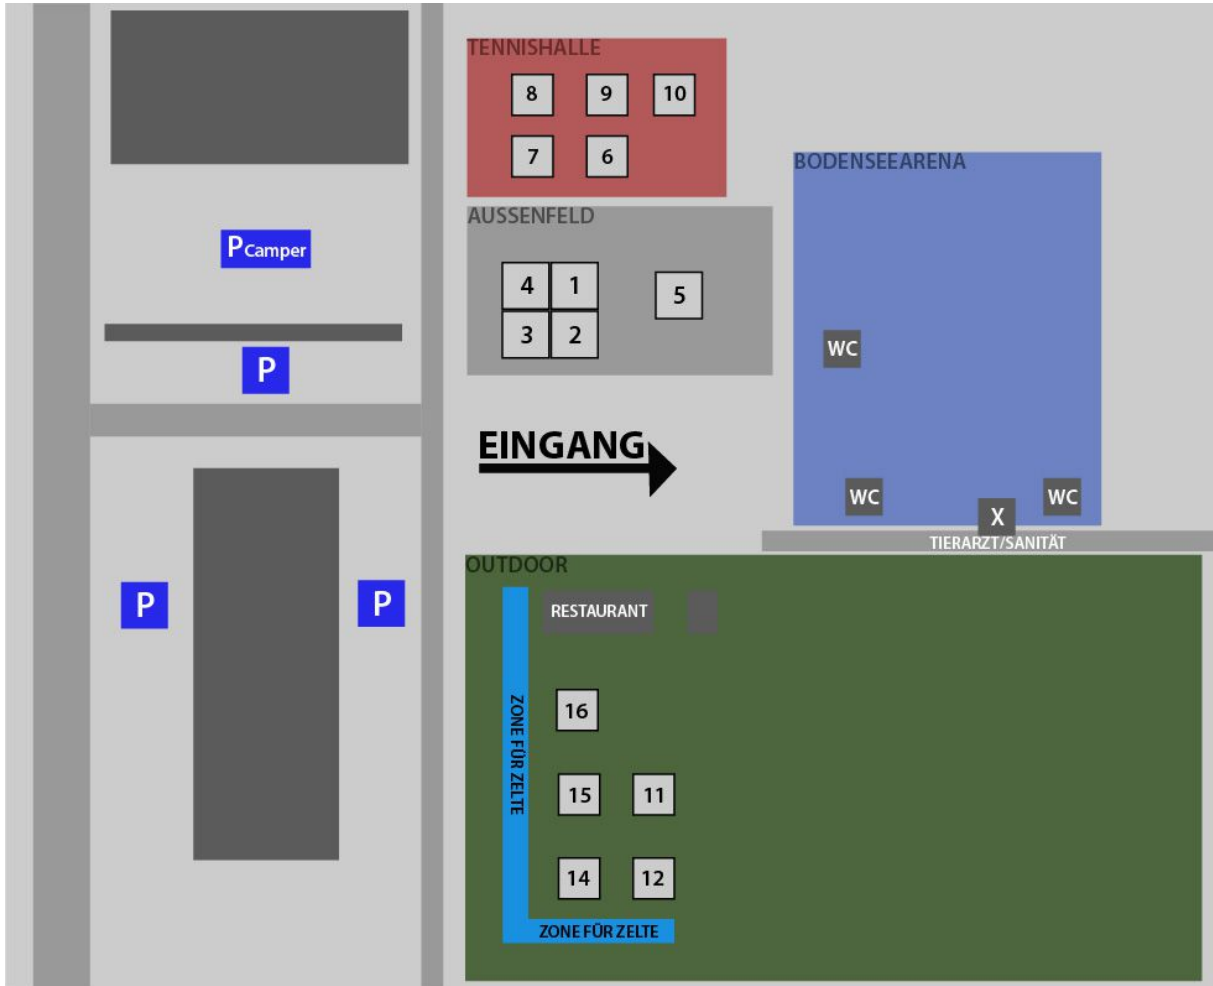 TENNISHALLE
8 9 10
7 6
BODENSEEARENA
AUSSENFELD
P Camper
4 1
5
3 2
WC
P
EINGANG
WC
WC
X
TIERARZT/SANITÄT
OUTDOOR
P
P
RESTAURANT
ZONE FÜR ZELTE
16
15 11
14 12
ZONE FÜR ZELTE